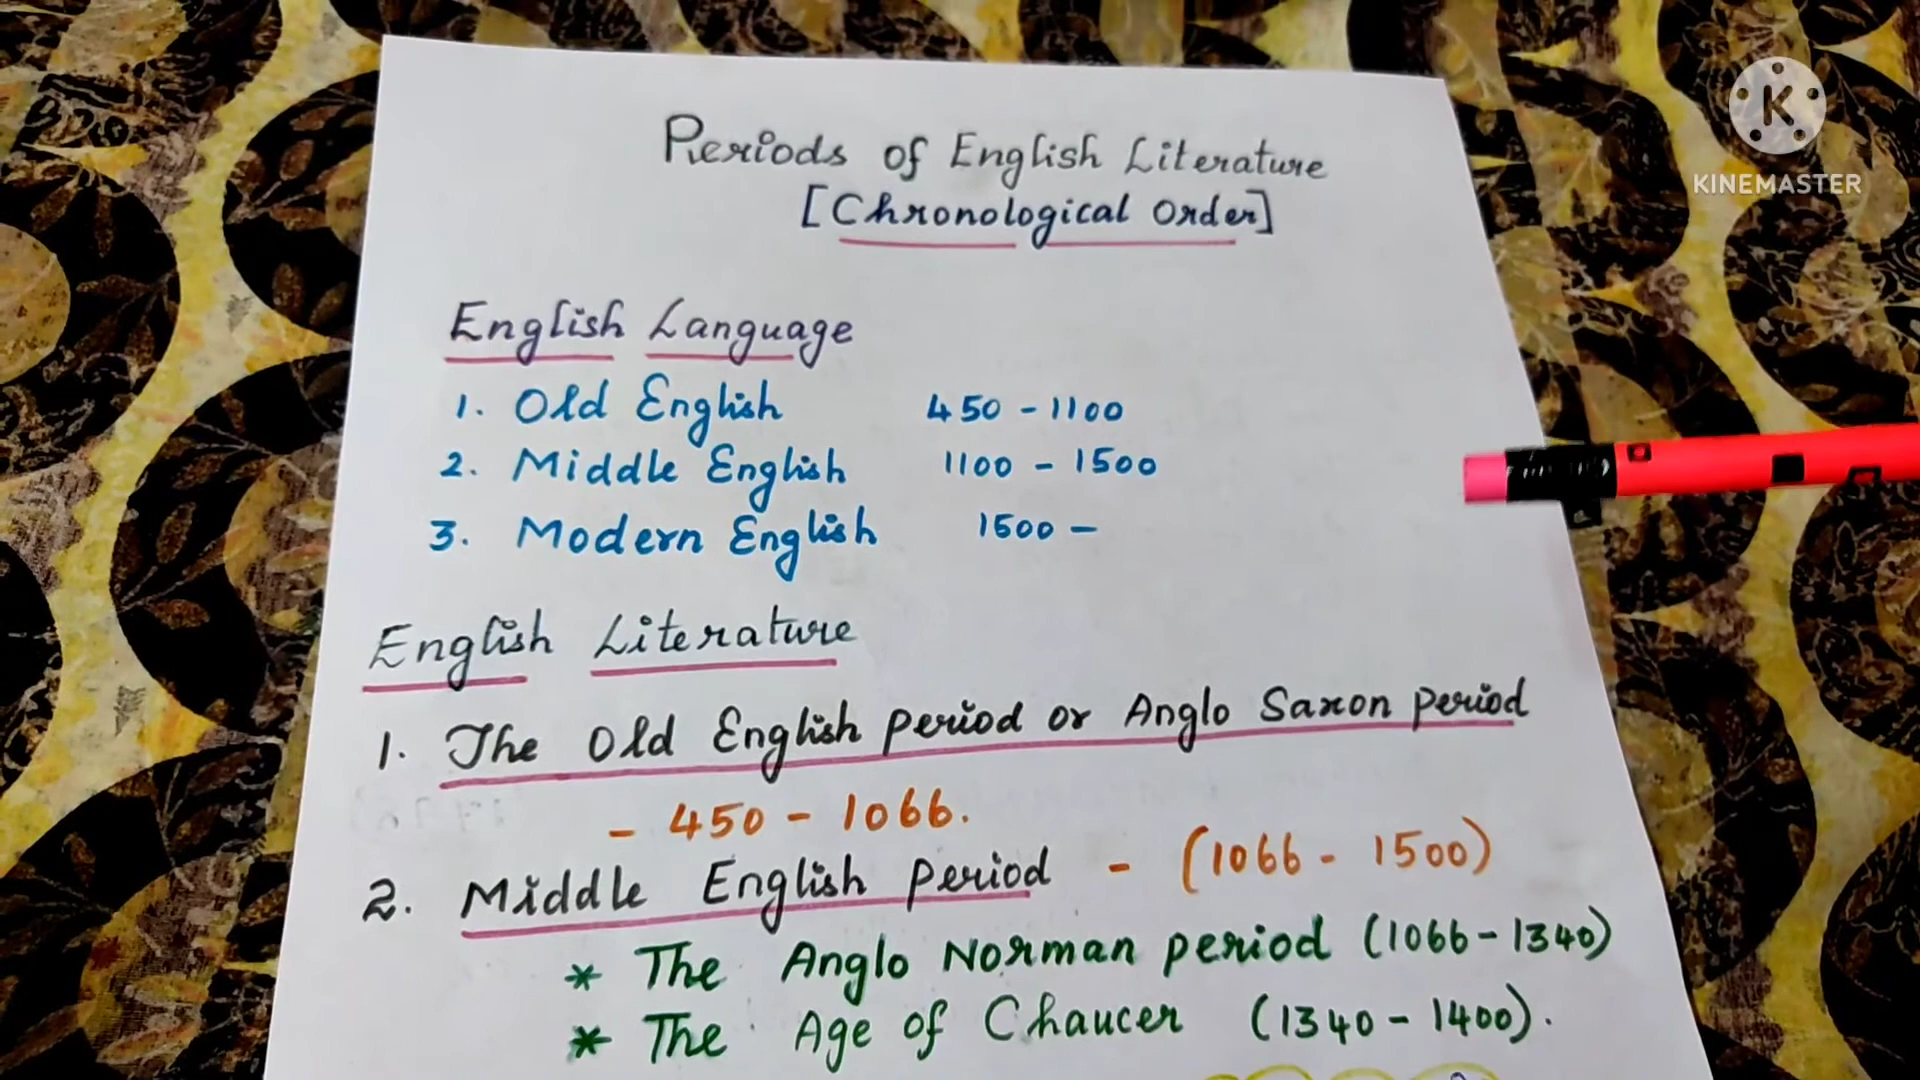 Periods of English Literature
[Chronological Order]
English Language
1. Old English 450 - 1100
2. Middle English 1100 - 1500
3. Modern English 1500 -
English Literature
1. The Old English period or Anglo Saxon period
- 450 - 1066.
2. Middle English period - (1066 - 1500)
* The Anglo Norman period (1066 - 1340)
* The Age of Chaucer (1340 - 1400).
K
KINEMASTER